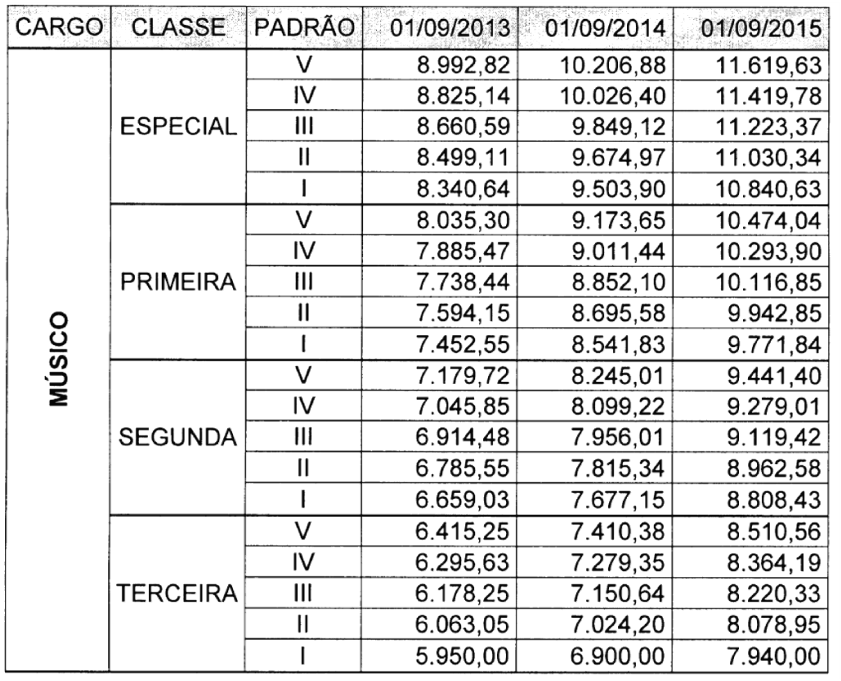 CARGO CLASSE PADRÃO 01/09/2013 01/09/2014 01/09/2015
MÚSICO
ESPECIAL
V 8.992,82 10.206,88 11.619,63
IV 8.825,14 10.026,40 11.419,78
III 8.660,59 9.849,12 11.223,37
II 8.499,11 9.674,97 11.030,34
I 8.340,64 9.503,90 10.840,63
PRIMEIRA
V 8.035,30 9.173,65 10.474,04
IV 7.885,47 9.011,44 10.293,90
III 7.738,44 8.852,10 10.116,85
II 7.594,15 8.695,58 9.942,85
I 7.452,55 8.541,83 9.771,84
SEGUNDA
V 7.179,72 8.245,01 9.441,40
IV 7.045,85 8.099,22 9.279,01
III 6.914,48 7.956,01 9.119,42
II 6.785,55 7.815,34 8.962,58
I 6.659,03 7.677,15 8.808,43
TERCEIRA
V 6.415,25 7.410,38 8.510,56
IV 6.295,63 7.279,35 8.364,19
III 6.178,25 7.150,64 8.220,33
II 6.063,05 7.024,20 8.078,95
I 5.950,00 6.900,00 7.940,00